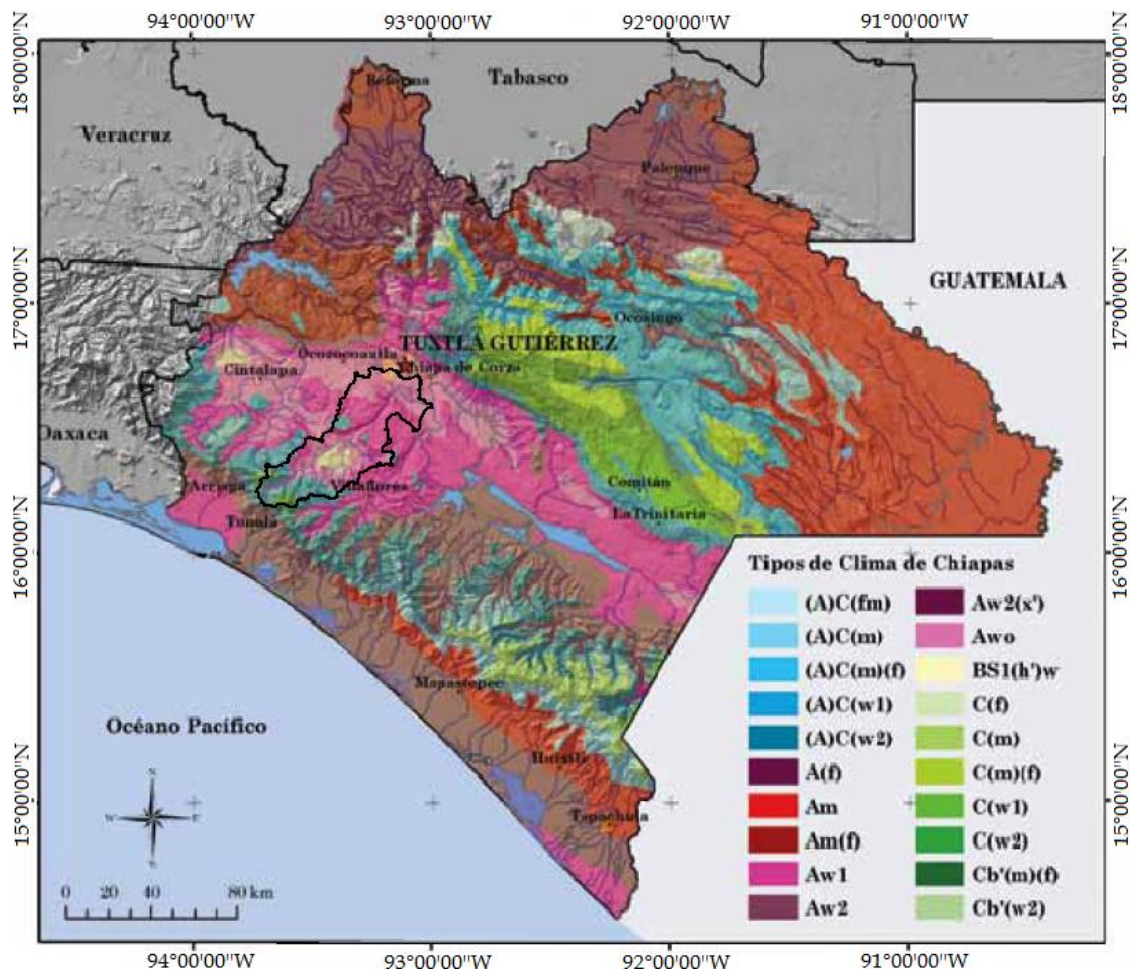 94°00'00''W 93°00'00''W 92°00'00''W 91°00'00''W
18°00'00''N
18°00'00''N
Tabasco
Reforma
Veracruz
Palenque
GUATEMALA
17°00'00''N
17°00'00''N
Ocosingo
TUXTLA GUTIÉRREZ
Ocozocoautla
Chiapa de Corzo
Cintalapa
Oaxaca
Comitán
Arriaga
Villaflores
La Trinitaria
Tonalá
16°00'00''N
16°00'00''N
Mapastepec
Océano Pacífico
Huixtla
Tapachula
15°00'00''N
15°00'00''N
N
W E
S
0 20 40 80 km
Tipos de Clima de Chiapas
(A)C(fm)
(A)C(m)
(A)C(m)(f)
(A)C(w1)
(A)C(w2)
A(f)
Am
Am(f)
Aw1
Aw2
Aw2(x')
Awo
BS1(h')w
C(f)
C(m)
C(m)(f)
C(w1)
C(w2)
Cb'(m)(f)
Cb'(w2)
94°00'00''W 93°00'00''W 92°00'00''W 91°00'00''W